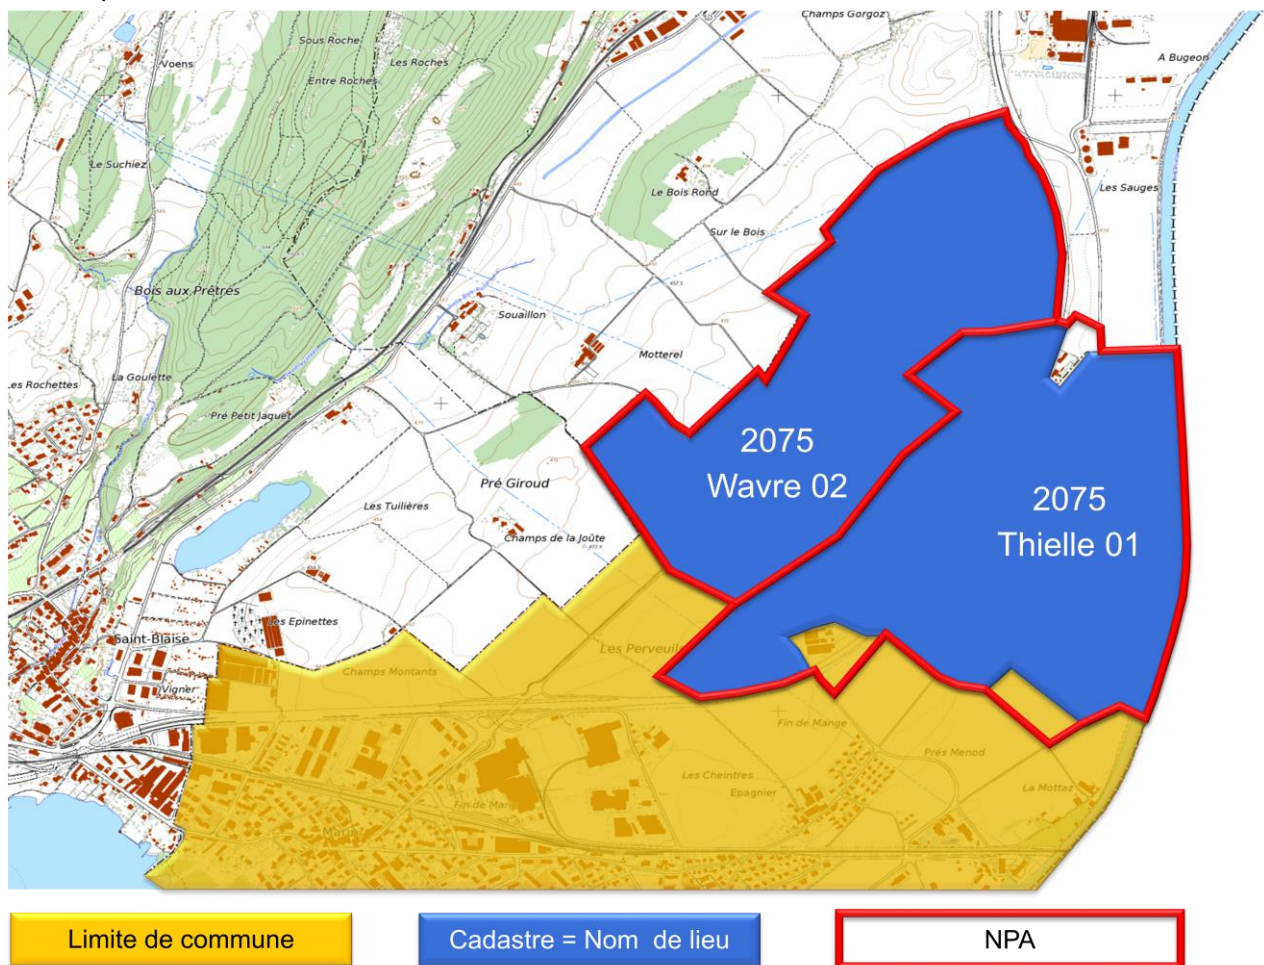 Champs Gorgoz
Sous Roche
Les Roches
Voens
A Bugeon
Entre Roches
Le Suchiez
Le Bois Rond
Les Sauges
Sur le Bois
Bois aux Prêtres
Souaillon
Motterel
La Goulette
Les Rochettes
Pré Petit Jaquet
2075
Wavre 02
Pré Giroud
2075
Thielle 01
Les Tuilières
Champs de la Joûte
Les Epinettes
Saint-Blaise
Les Perveuils
Champs Montants
Vigner
Fin de Mange
Prés Menod
Les Cheintres
Epagnier
La Mottaz
Marin
Limite de commune
Cadastre = Nom de lieu
NPA